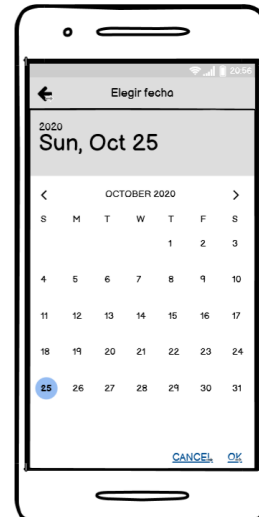 20:56
Elegir fecha
2020
Sun, Oct 25
< OCTOBER 2020 >
S M T W T F S
1 2 3
4 5 6 7 8 9 10
11 12 13 14 15 16 17
18 19 20 21 22 23 24
25 26 27 28 29 30 31
CANCEL OK